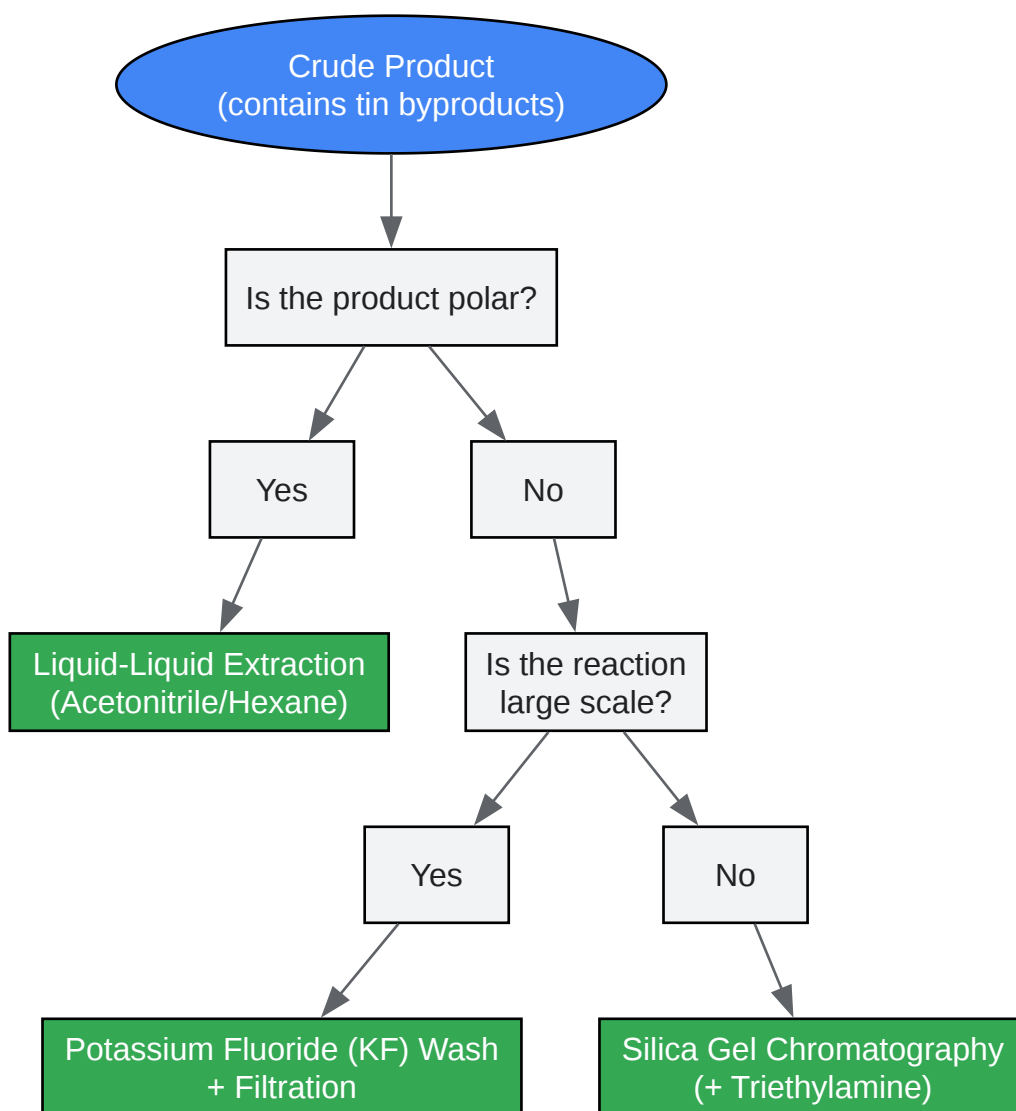 Crude Product
(contains tin byproducts)
Is the product polar?
Yes
No
Liquid-Liquid Extraction
(Acetonitrile/Hexane)
Is the reaction
large scale?
Yes
No
Potassium Fluoride (KF) Wash
+ Filtration
Silica Gel Chromatography
(+ Triethylamine)